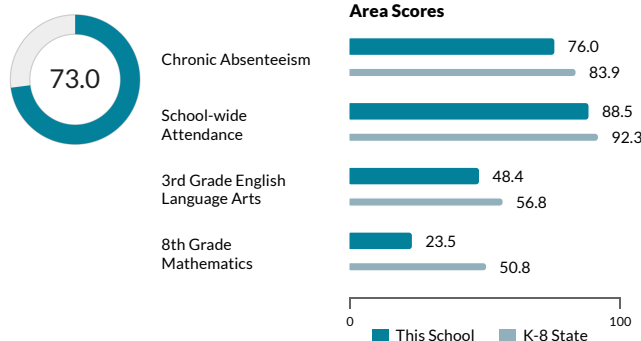 Area Scores
73.0
Chronic Absenteeism
76.0
83.9
School-wide
Attendance
88.5
92.3
3rd Grade English
Language Arts
48.4
56.8
8th Grade
Mathematics
23.5
50.8
0
100
This School
K-8 State